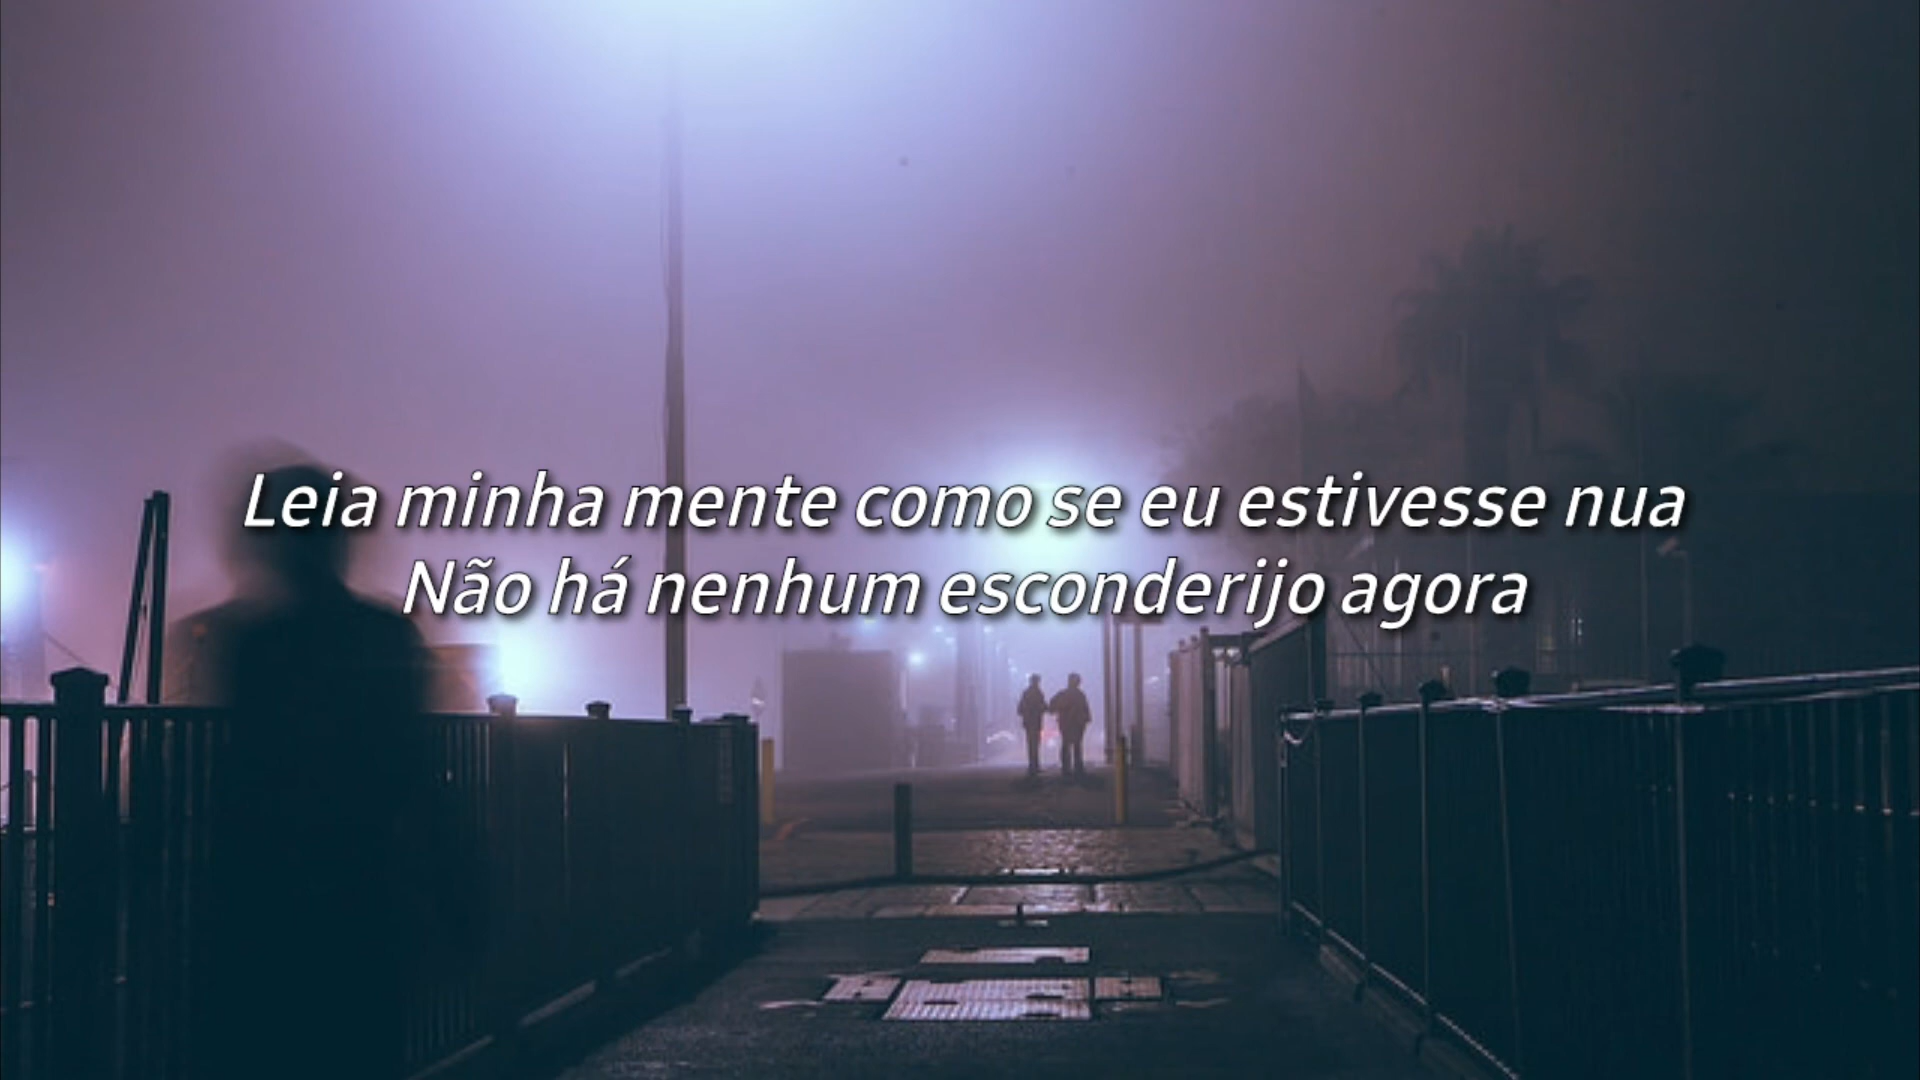 Leia minha mente como se eu estivesse nua
Não há nenhum esconderijo agora